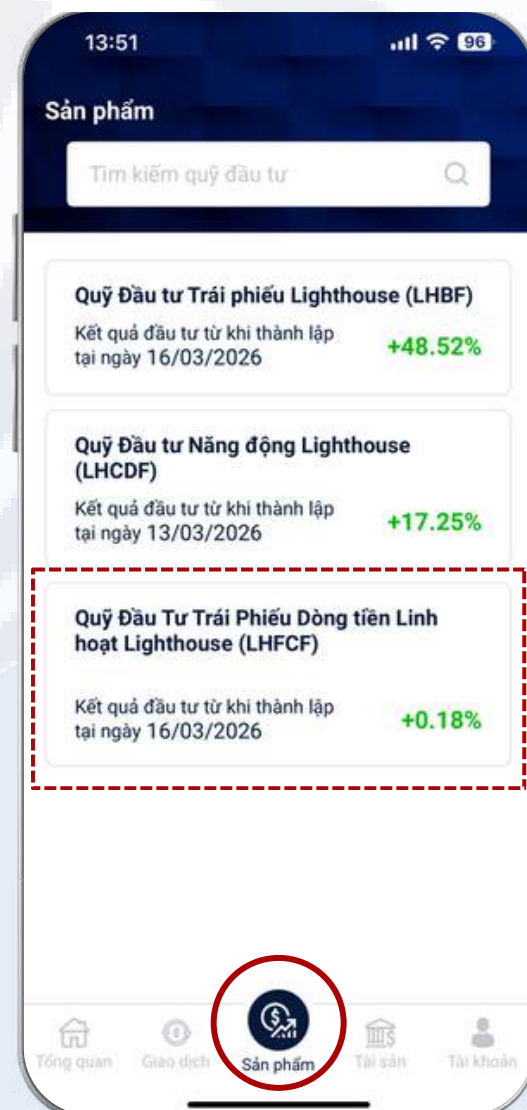 13:51
96
Sản phẩm
Tìm kiếm quỹ đầu tư
Quỹ Đầu tư Trái phiếu Lighthouse (LHBF)
Kết quả đầu tư từ khi thành lập
tại ngày 16/03/2026
+48.52%
Quỹ Đầu tư Năng động Lighthouse
(LHCDF)
Kết quả đầu tư từ khi thành lập
tại ngày 13/03/2026
+17.25%
Quỹ Đầu Tư Trái Phiếu Dòng tiền Linh
hoạt Lighthouse (LHFCF)
Kết quả đầu tư từ khi thành lập
tại ngày 16/03/2026
+0.18%
Tổng quan
Giao dịch
Sản phẩm
Tài sản
Tài khoản